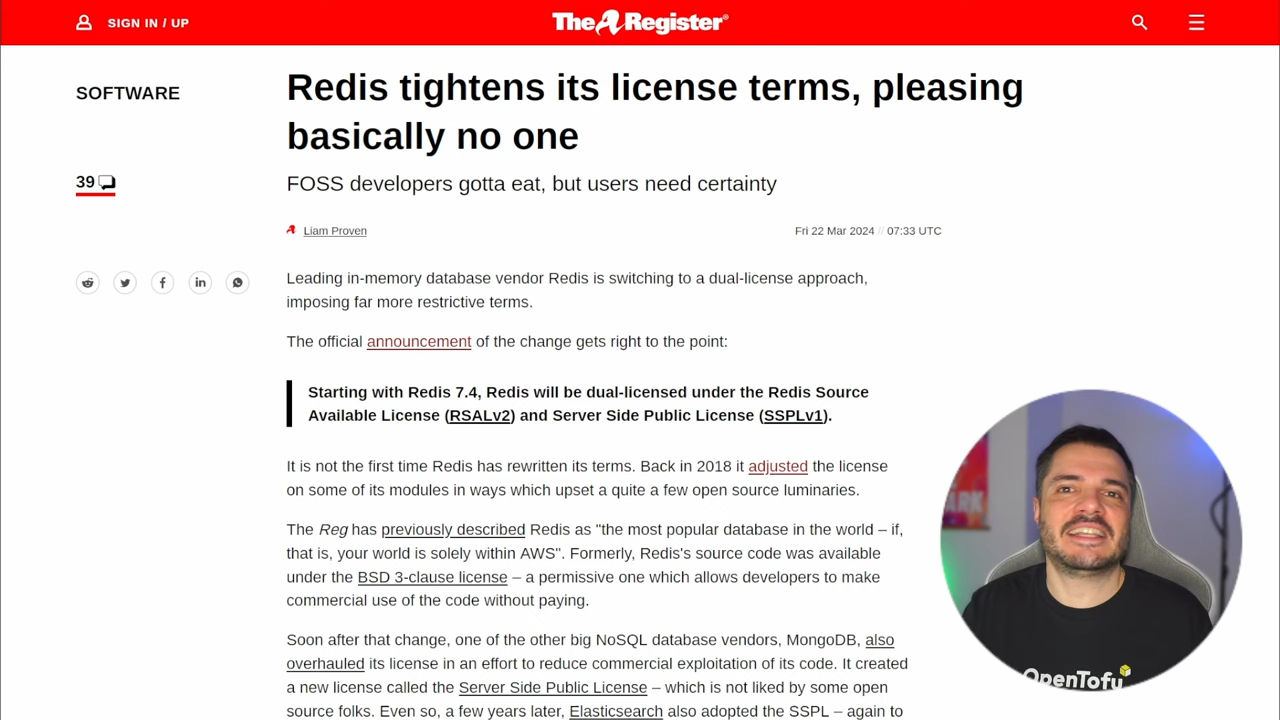 SIGN IN / UP
The Register®
SOFTWARE
Redis tightens its license terms, pleasing
basically no one
39
FOSS developers gotta eat, but users need certainty
Liam Proven
Fri 22 Mar 2024 // 07:33 UTC
Leading in-memory database vendor Redis is switching to a dual-license approach,
imposing far more restrictive terms.
The official announcement of the change gets right to the point:
Starting with Redis 7.4, Redis will be dual-licensed under the Redis Source
Available License (RSALv2) and Server Side Public License (SSPLv1).
It is not the first time Redis has rewritten its terms. Back in 2018 it adjusted the license
on some of its modules in ways which upset a quite a few open source luminaries.
The Reg has previously described Redis as "the most popular database in the world – if,
that is, your world is solely within AWS". Formerly, Redis's source code was available
under the BSD 3-clause license – a permissive one which allows developers to make
commercial use of the code without paying.
Soon after that change, one of the other big NoSQL database vendors, MongoDB, also
overhauled its license in an effort to reduce commercial exploitation of its code. It created
a new license called the Server Side Public License – which is not liked by some open
source folks. Even so, a few years later, Elasticsearch also adopted the SSPL – again to
ARK
OpenTofu